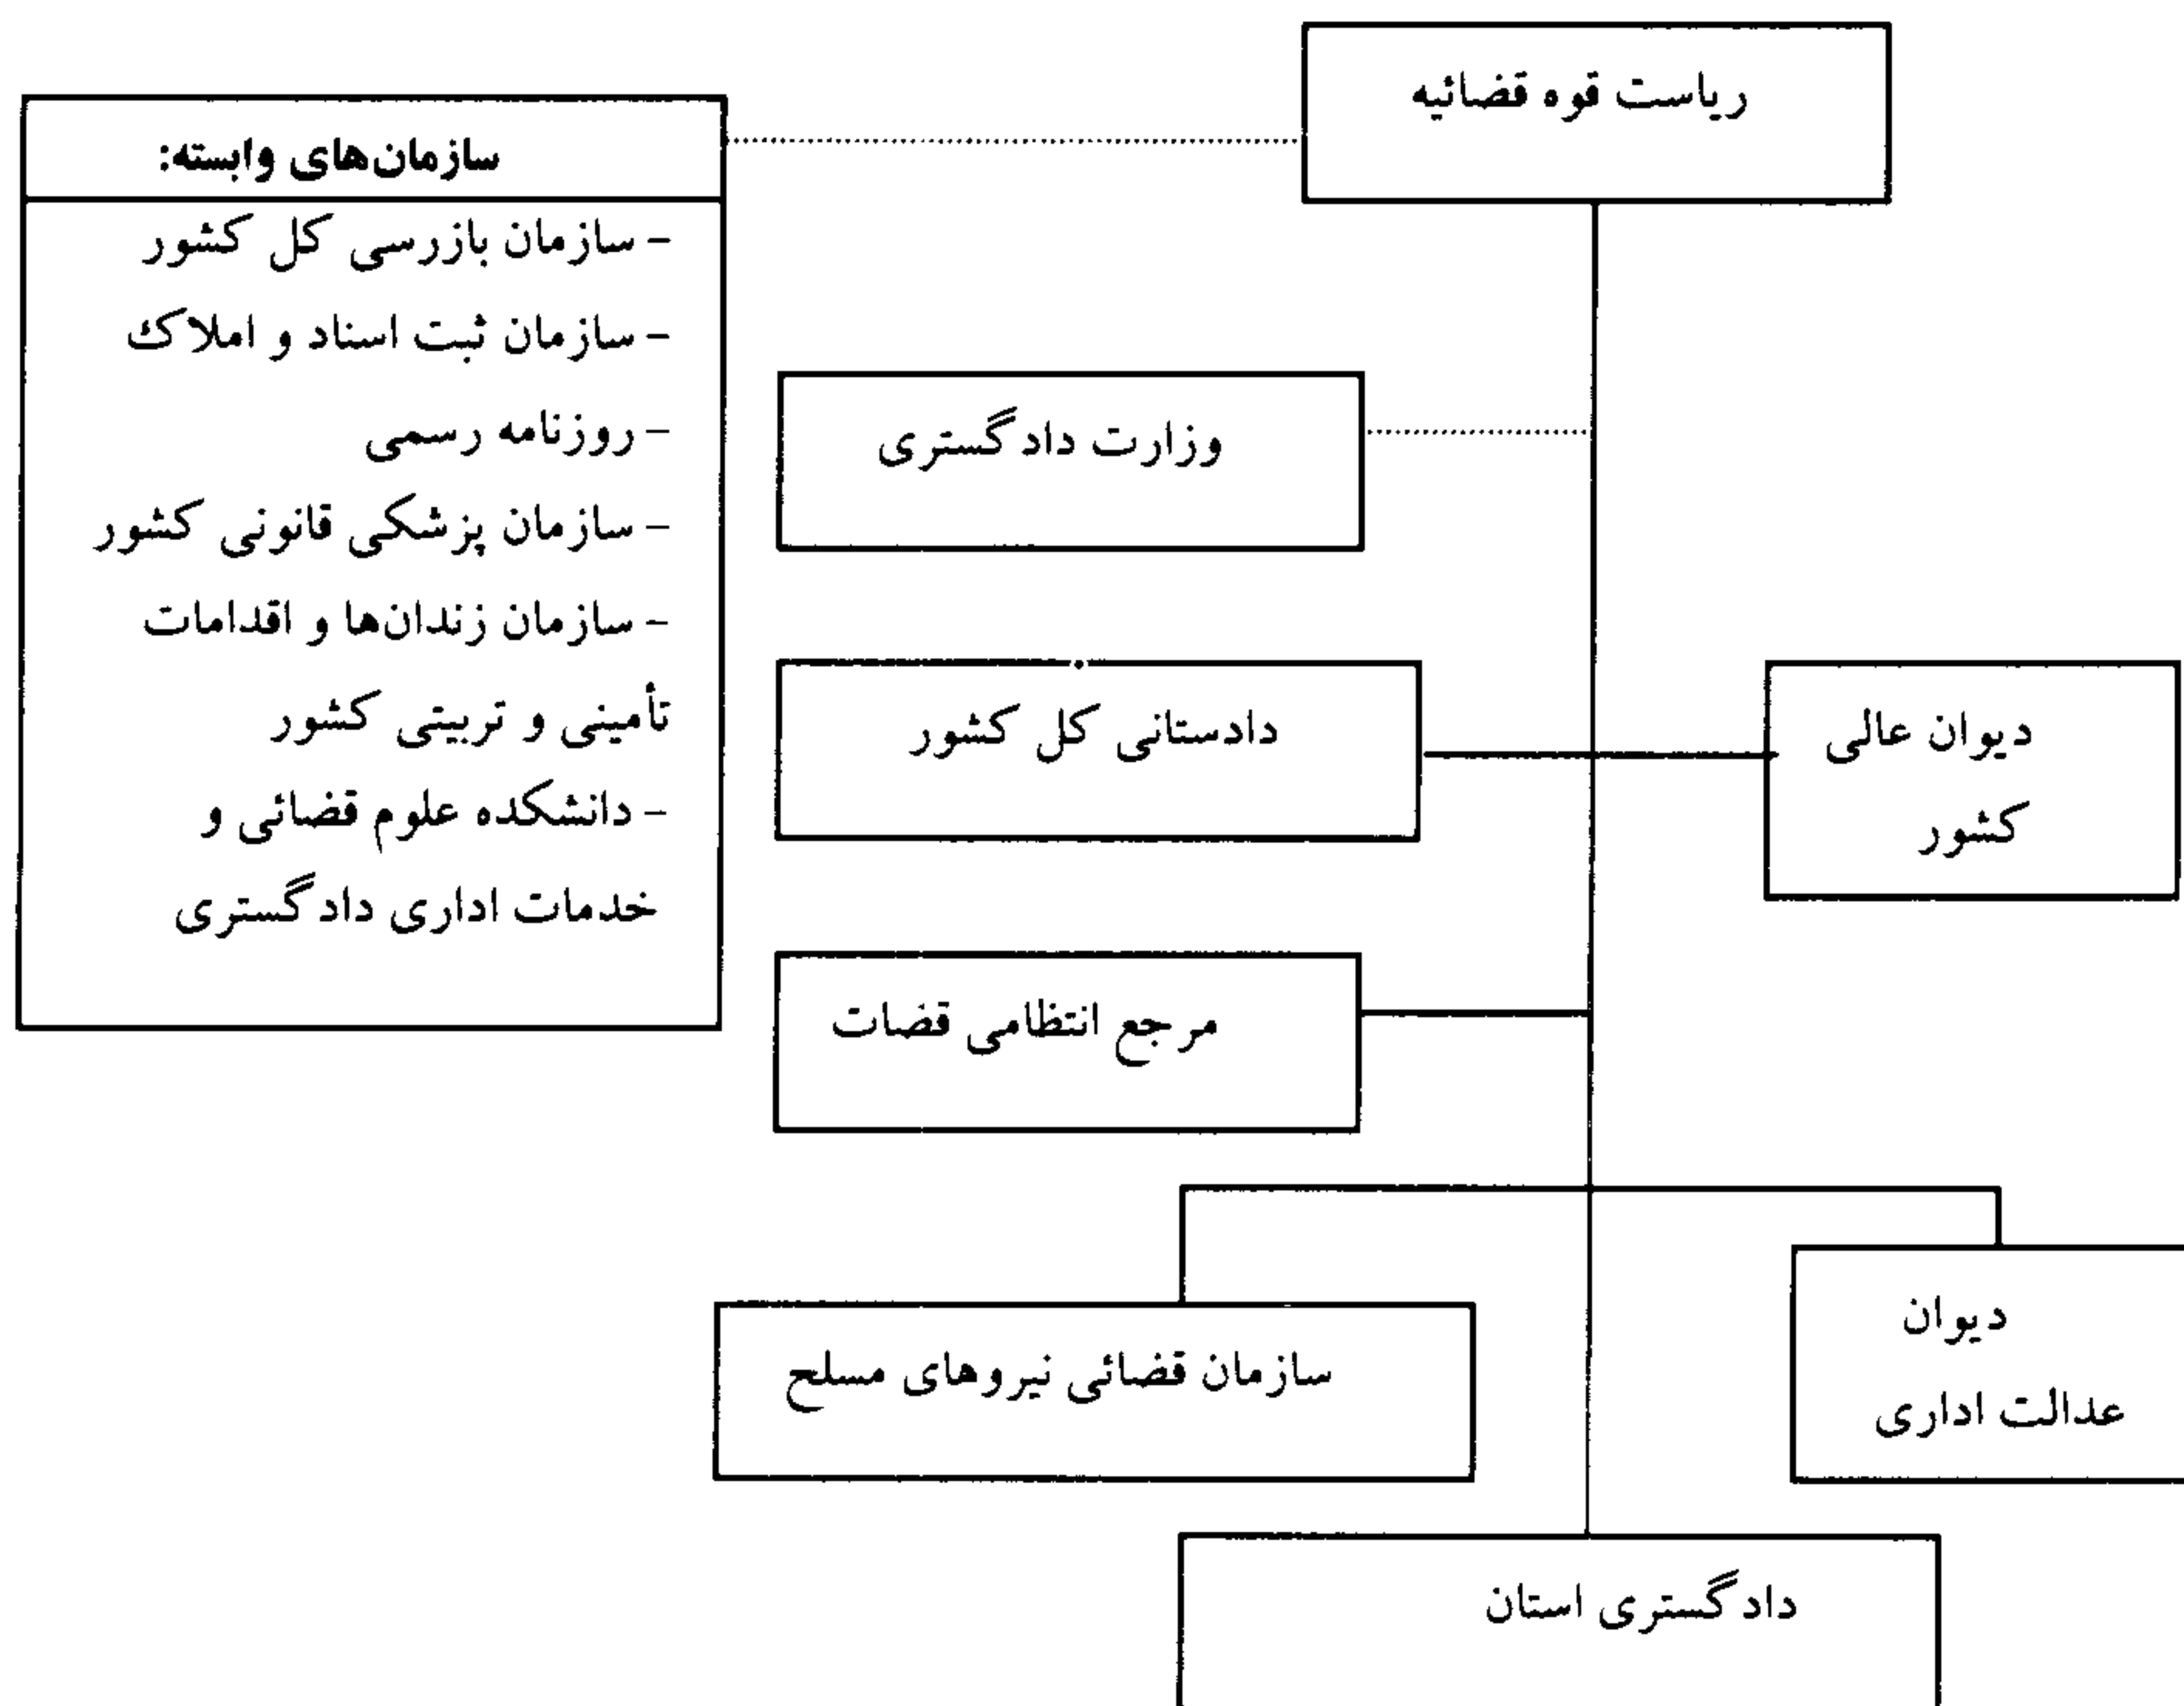 ریاست قوه قضائیه
سازمان‌های وابسته:
- سازمان بازرسی کل کشور
- سازمان ثبت اسناد و املاک
- روزنامه رسمی
- سازمان پزشکی قانونی کشور
- سازمان زندان‌ها و اقدامات
تأمینی و تربیتی کشور
- دانشکده علوم قضائی و
خدمات اداری دادگستری
وزارت دادگستری
دیوان عالی
کشور
دادستانی کل کشور
مرجع انتظامی قضات
دیوان
عدالت اداری
سازمان قضائی نیروهای مسلح
دادگستری استان